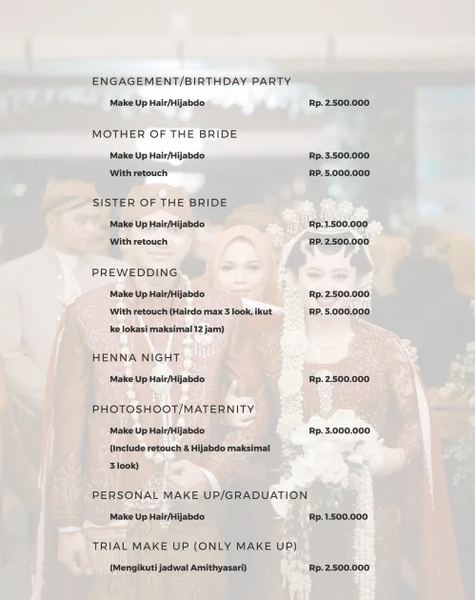 ENGAGEMENT/BIRTHDAY PARTY
Make Up Hair/Hijabdo Rp. 2.500.000
MOTHER OF THE BRIDE
Make Up Hair/Hijabdo Rp. 3.500.000
With retouch RP. 5.000.000
SISTER OF THE BRIDE
Make Up Hair/Hijabdo Rp. 1.500.000
With retouch RP. 2.500.000
PREWEDDING
Make Up Hair/Hijabdo Rp. 2.500.000
With retouch (Hairdo max 3 look, ikut RP. 5.000.000
ke lokasi maksimal 12 jam)
HENNA NIGHT
Make Up Hair/Hijabdo Rp. 2.500.000
PHOTOSHOOT/MATERNITY
Make Up Hair/Hijabdo Rp. 3.000.000
(Include retouch & Hijabdo maksimal
3 look)
PERSONAL MAKE UP/GRADUATION
Make Up Hair/Hijabdo Rp. 1.500.000
TRIAL MAKE UP (ONLY MAKE UP)
(Mengikuti jadwal Amithyasari) Rp. 2.500.000